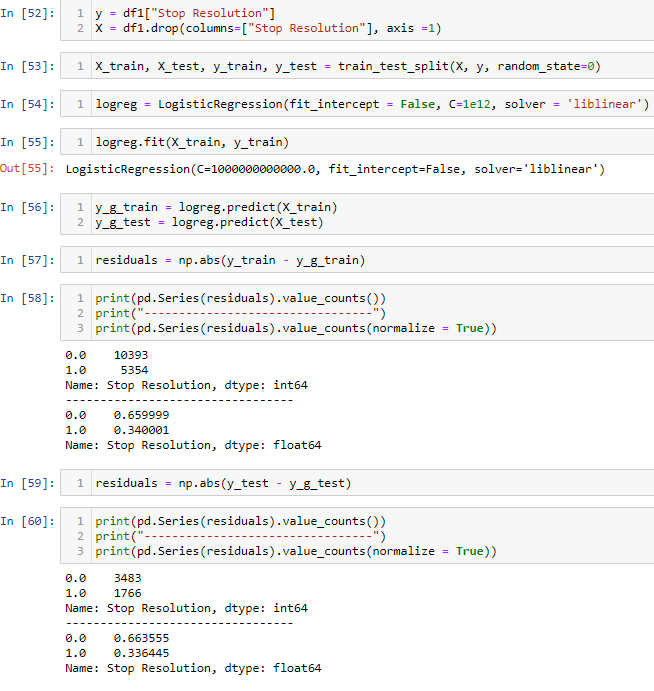 In [52]: 1 y = df1["Stop Resolution"]
2 X = df1.drop(columns=["Stop Resolution"], axis =1)
In [53]: 1 X_train, X_test, y_train, y_test = train_test_split(X, y, random_state=0)
In [54]: 1 logreg = LogisticRegression(fit_intercept = False, C=1e12, solver = 'liblinear')
In [55]: 1 logreg.fit(X_train, y_train)
Out[55]: LogisticRegression(C=1000000000000.0, fit_intercept=False, solver='liblinear')
In [56]: 1 y_g_train = logreg.predict(X_train)
2 y_g_test = logreg.predict(X_test)
In [57]: 1 residuals = np.abs(y_train - y_g_train)
In [58]: 1 print(pd.Series(residuals).value_counts())
2 print("---------------------------------")
3 print(pd.Series(residuals).value_counts(normalize = True))
0.0    10393
1.0     5354
Name: Stop Resolution, dtype: int64
---------------------------------
0.0    0.659999
1.0    0.340001
Name: Stop Resolution, dtype: float64
In [59]: 1 residuals = np.abs(y_test - y_g_test)
In [60]: 1 print(pd.Series(residuals).value_counts())
2 print("---------------------------------")
3 print(pd.Series(residuals).value_counts(normalize = True))
0.0    3483
1.0    1766
Name: Stop Resolution, dtype: int64
---------------------------------
0.0    0.663555
1.0    0.336445
Name: Stop Resolution, dtype: float64